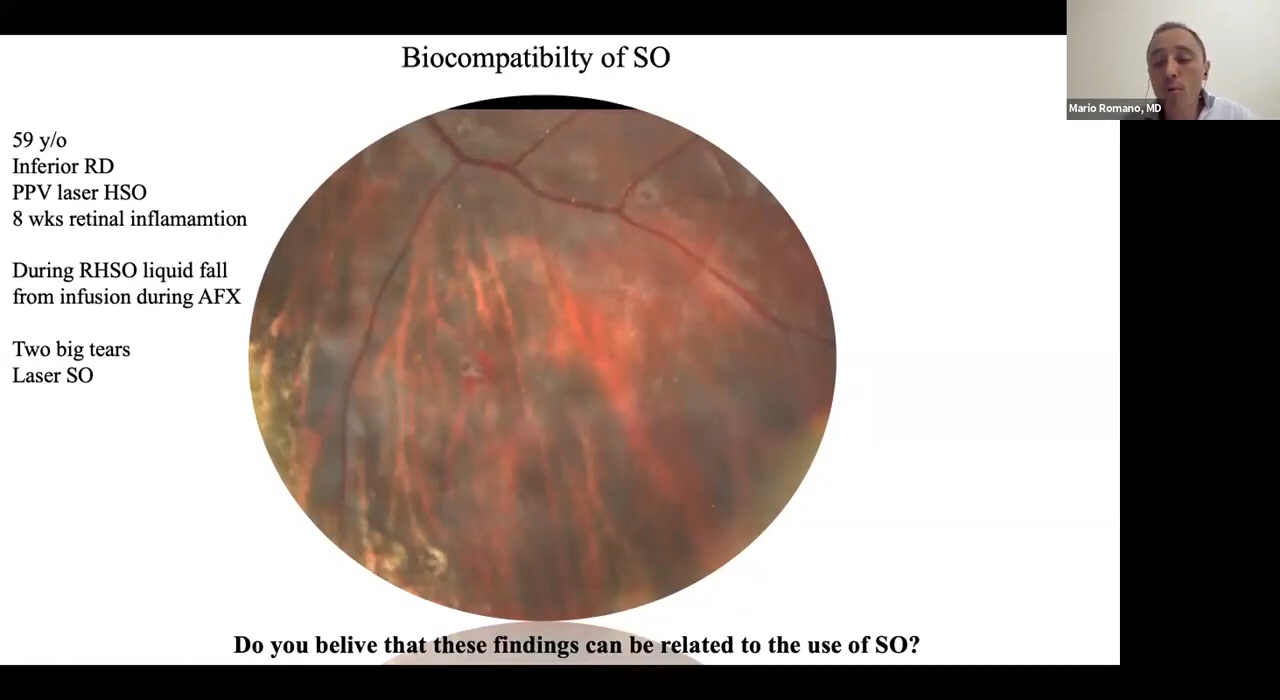 Biocompatibilty of SO
Mario Romano, MD
59 y/o
Inferior RD
PPV laser HSO
8 wks retinal inflamamtion
During RHSO liquid fall
from infusion during AFX
Two big tears
Laser SO
Do you belive that these findings can be related to the use of SO?